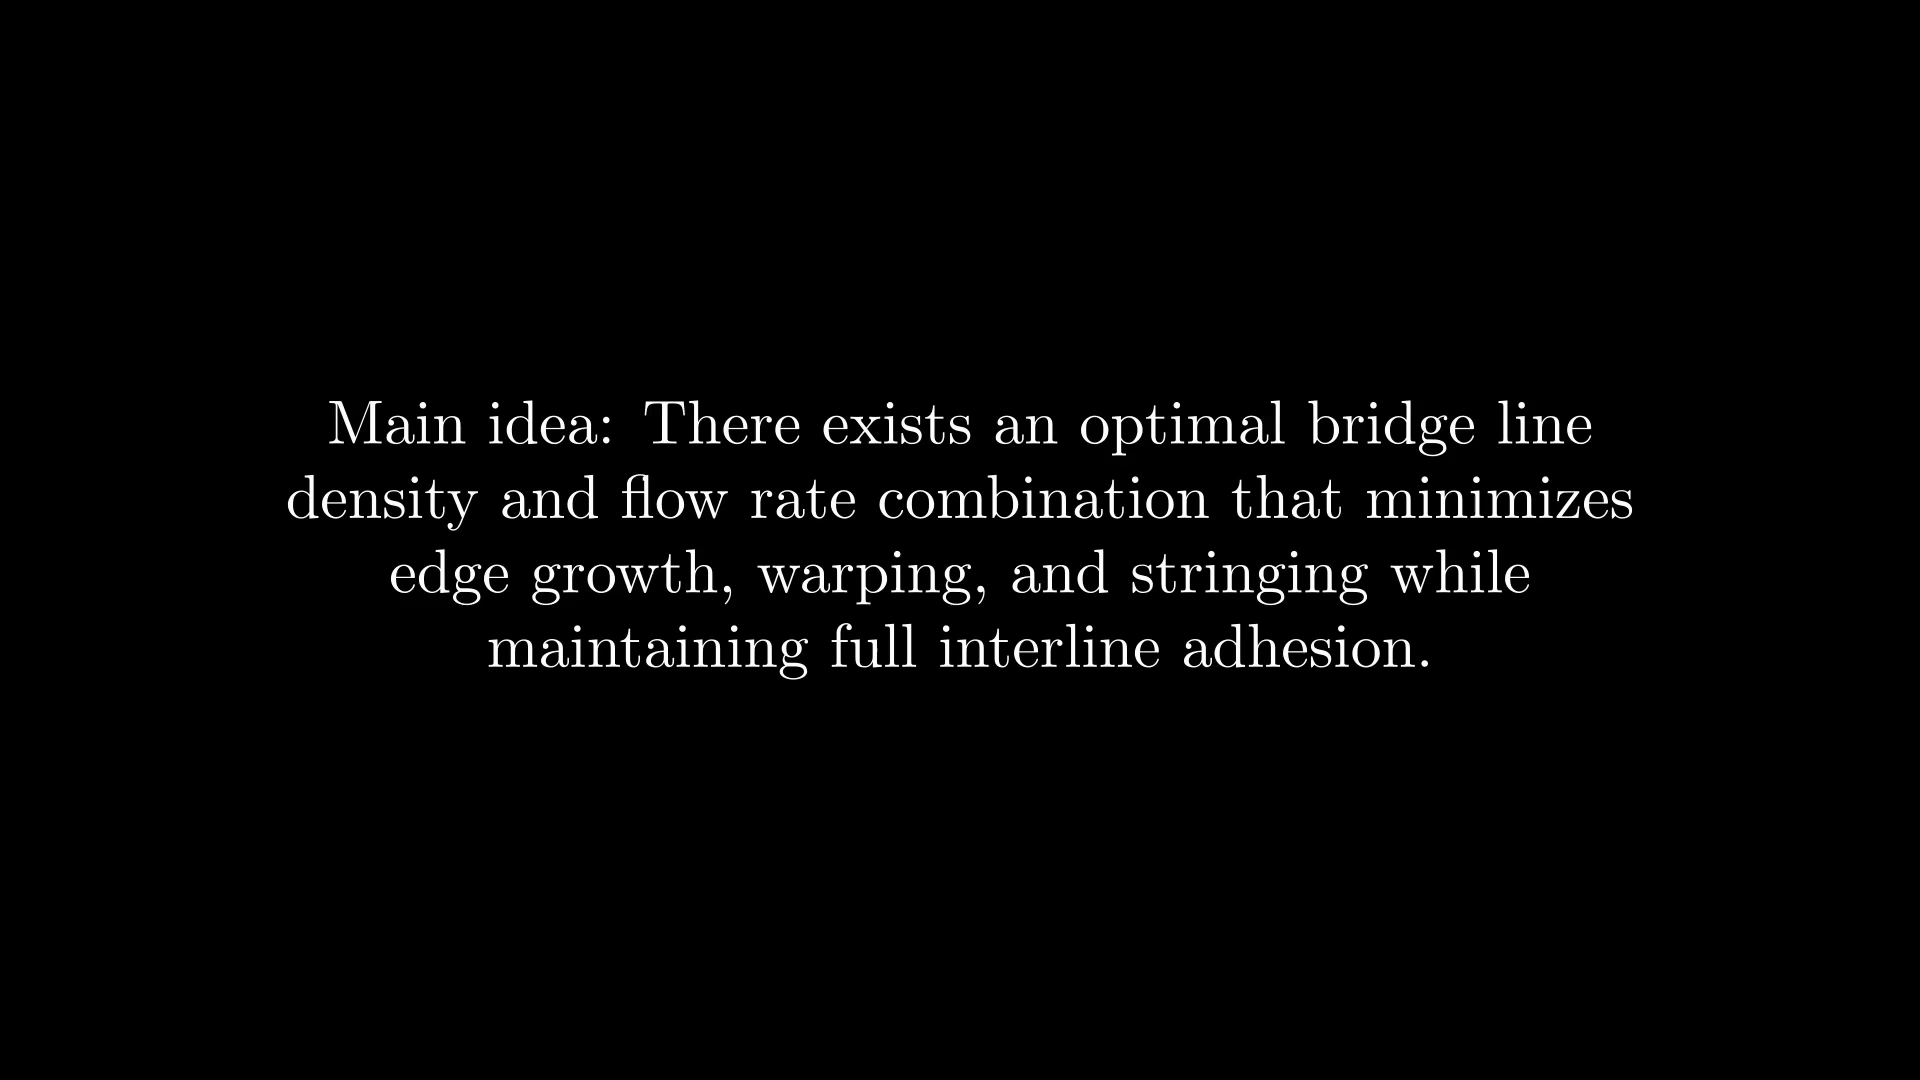 Main idea: There exists an optimal bridge line
density and flow rate combination that minimizes
edge growth, warping, and stringing while
maintaining full interline adhesion.